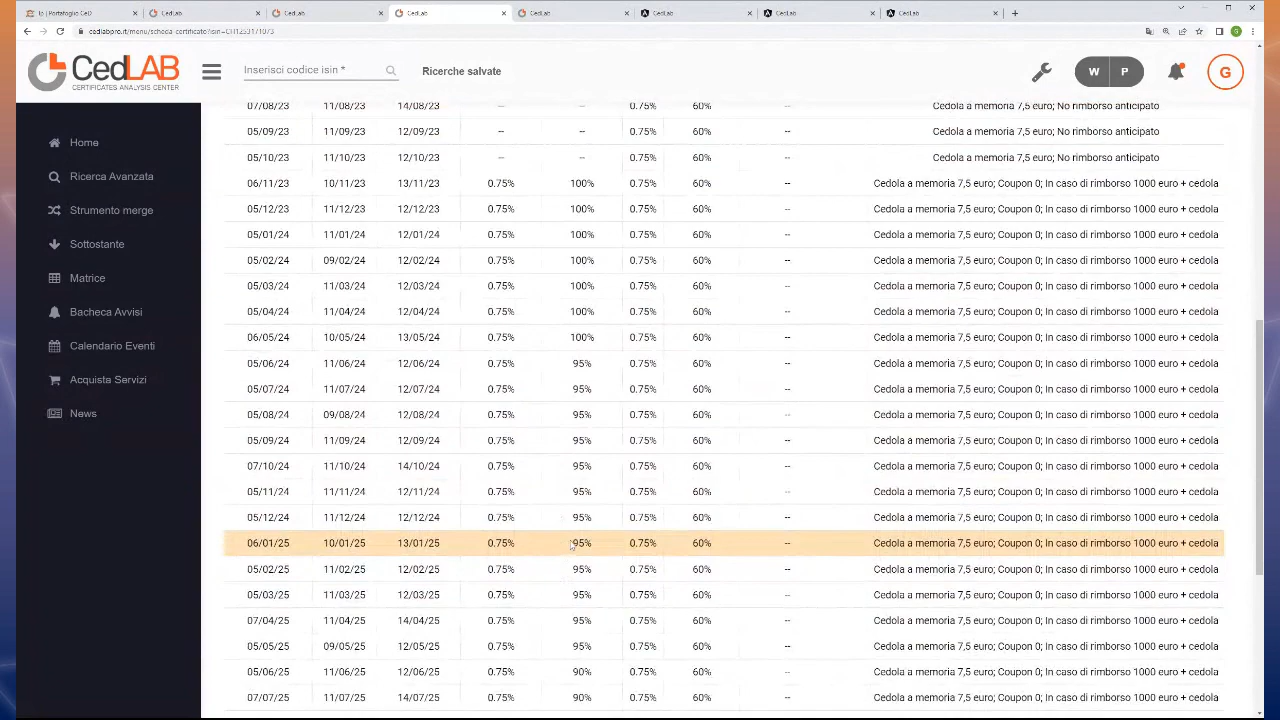 Ip | Portafoglio CeD
CedLab
CedLab
CedLab
CedLab
CedLab
CedLab
CedLab
cedlabpro.it/menu/scheda-certificato?isin=CH1253171073
CedLAB
CERTIFICATES ANALYSIS CENTER
Inserisci codice isin *
Ricerche salvate
W P
G
Home
Ricerca Avanzata
Strumento merge
Sottostante
Matrice
Bacheca Avvisi
Calendario Eventi
Acquista Servizi
News
07/08/23 11/08/23 14/08/23 -- -- 0.75% 60% -- Cedola a memoria 7,5 euro; No rimborso anticipato
05/09/23 11/09/23 12/09/23 -- -- 0.75% 60% -- Cedola a memoria 7,5 euro; No rimborso anticipato
05/10/23 11/10/23 12/10/23 -- -- 0.75% 60% -- Cedola a memoria 7,5 euro; No rimborso anticipato
06/11/23 10/11/23 13/11/23 0.75% 100% 0.75% 60% -- Cedola a memoria 7,5 euro; Coupon 0; In caso di rimborso 1000 euro + cedola
05/12/23 11/12/23 12/12/23 0.75% 100% 0.75% 60% -- Cedola a memoria 7,5 euro; Coupon 0; In caso di rimborso 1000 euro + cedola
05/01/24 11/01/24 12/01/24 0.75% 100% 0.75% 60% -- Cedola a memoria 7,5 euro; Coupon 0; In caso di rimborso 1000 euro + cedola
05/02/24 09/02/24 12/02/24 0.75% 100% 0.75% 60% -- Cedola a memoria 7,5 euro; Coupon 0; In caso di rimborso 1000 euro + cedola
05/03/24 11/03/24 12/03/24 0.75% 100% 0.75% 60% -- Cedola a memoria 7,5 euro; Coupon 0; In caso di rimborso 1000 euro + cedola
05/04/24 11/04/24 12/04/24 0.75% 100% 0.75% 60% -- Cedola a memoria 7,5 euro; Coupon 0; In caso di rimborso 1000 euro + cedola
06/05/24 10/05/24 13/05/24 0.75% 100% 0.75% 60% -- Cedola a memoria 7,5 euro; Coupon 0; In caso di rimborso 1000 euro + cedola
05/06/24 11/06/24 12/06/24 0.75% 95% 0.75% 60% -- Cedola a memoria 7,5 euro; Coupon 0; In caso di rimborso 1000 euro + cedola
05/07/24 11/07/24 12/07/24 0.75% 95% 0.75% 60% -- Cedola a memoria 7,5 euro; Coupon 0; In caso di rimborso 1000 euro + cedola
05/08/24 09/08/24 12/08/24 0.75% 95% 0.75% 60% -- Cedola a memoria 7,5 euro; Coupon 0; In caso di rimborso 1000 euro + cedola
05/09/24 11/09/24 12/09/24 0.75% 95% 0.75% 60% -- Cedola a memoria 7,5 euro; Coupon 0; In caso di rimborso 1000 euro + cedola
07/10/24 11/10/24 14/10/24 0.75% 95% 0.75% 60% -- Cedola a memoria 7,5 euro; Coupon 0; In caso di rimborso 1000 euro + cedola
05/11/24 11/11/24 12/11/24 0.75% 95% 0.75% 60% -- Cedola a memoria 7,5 euro; Coupon 0; In caso di rimborso 1000 euro + cedola
05/12/24 11/12/24 12/12/24 0.75% 95% 0.75% 60% -- Cedola a memoria 7,5 euro; Coupon 0; In caso di rimborso 1000 euro + cedola
06/01/25 10/01/25 13/01/25 0.75% 95% 0.75% 60% -- Cedola a memoria 7,5 euro; Coupon 0; In caso di rimborso 1000 euro + cedola
05/02/25 11/02/25 12/02/25 0.75% 95% 0.75% 60% -- Cedola a memoria 7,5 euro; Coupon 0; In caso di rimborso 1000 euro + cedola
05/03/25 11/03/25 12/03/25 0.75% 95% 0.75% 60% -- Cedola a memoria 7,5 euro; Coupon 0; In caso di rimborso 1000 euro + cedola
07/04/25 11/04/25 14/04/25 0.75% 95% 0.75% 60% -- Cedola a memoria 7,5 euro; Coupon 0; In caso di rimborso 1000 euro + cedola
05/05/25 09/05/25 12/05/25 0.75% 95% 0.75% 60% -- Cedola a memoria 7,5 euro; Coupon 0; In caso di rimborso 1000 euro + cedola
05/06/25 11/06/25 12/06/25 0.75% 90% 0.75% 60% -- Cedola a memoria 7,5 euro; Coupon 0; In caso di rimborso 1000 euro + cedola
07/07/25 11/07/25 14/07/25 0.75% 90% 0.75% 60% -- Cedola a memoria 7,5 euro; Coupon 0; In caso di rimborso 1000 euro + cedola